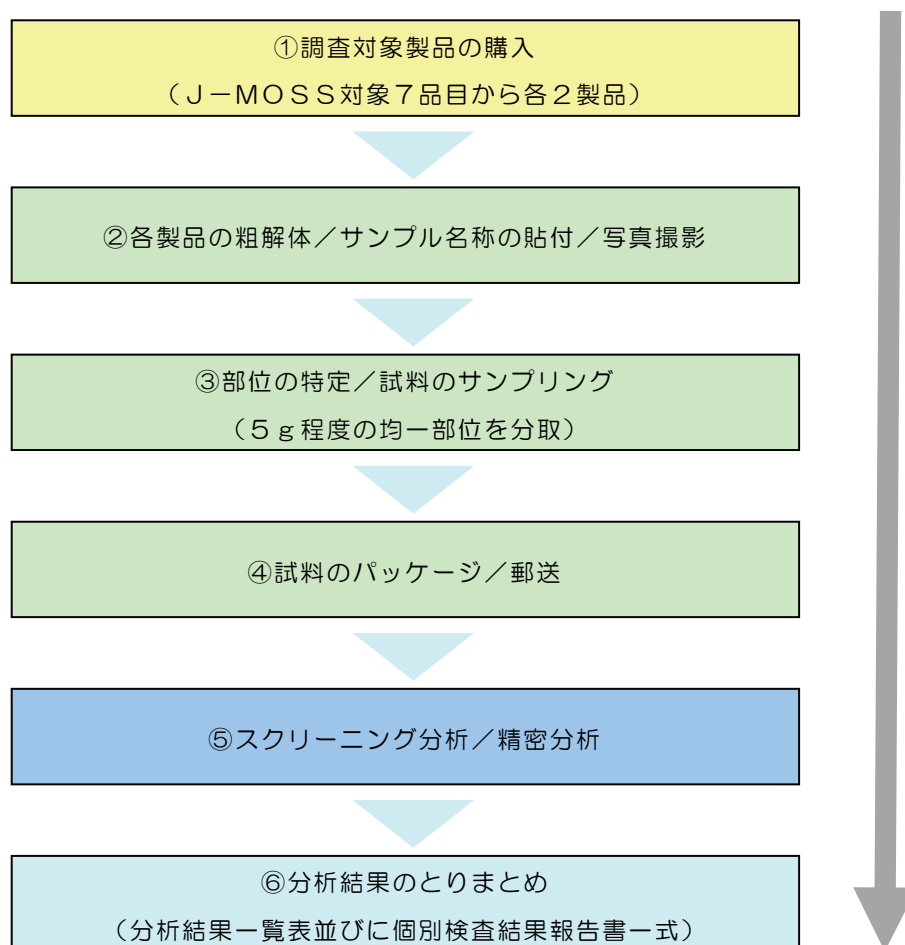 ①調査対象製品の購入
（Ｊ－ＭＯＳＳ対象７品目から各２製品）
②各製品の粗解体／サンプル名称の貼付／写真撮影
③部位の特定／試料のサンプリング
（５ｇ程度の均一部位を分取）
④試料のパッケージ／郵送
⑤スクリーニング分析／精密分析
⑥分析結果のとりまとめ
（分析結果一覧表並びに個別検査結果報告書一式）